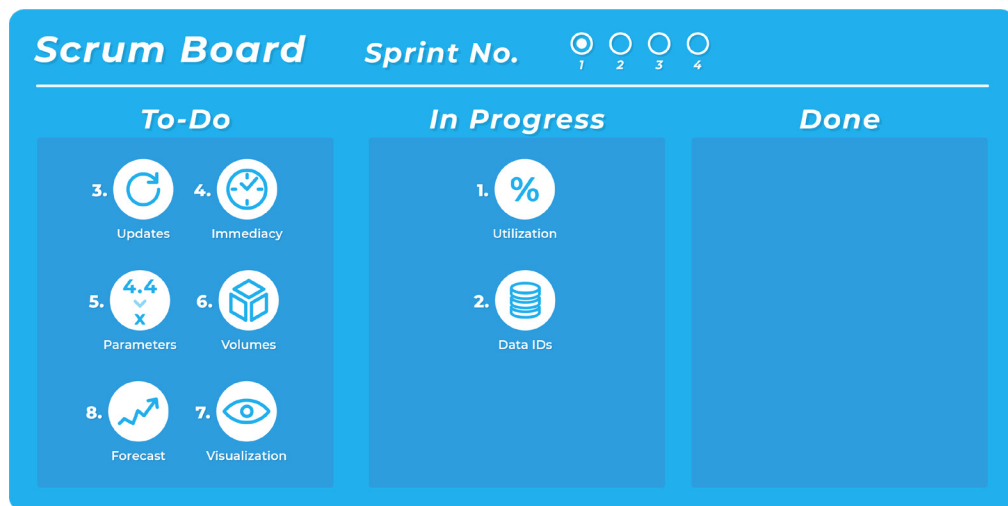 Scrum Board
Sprint No.
1 2 3 4
To-Do
In Progress
Done
3.
Updates
4.
Immediacy
5.
4.4
x
Parameters
6.
Volumes
8.
Forecast
7.
Visualization
1.
%
Utilization
2.
Data IDs